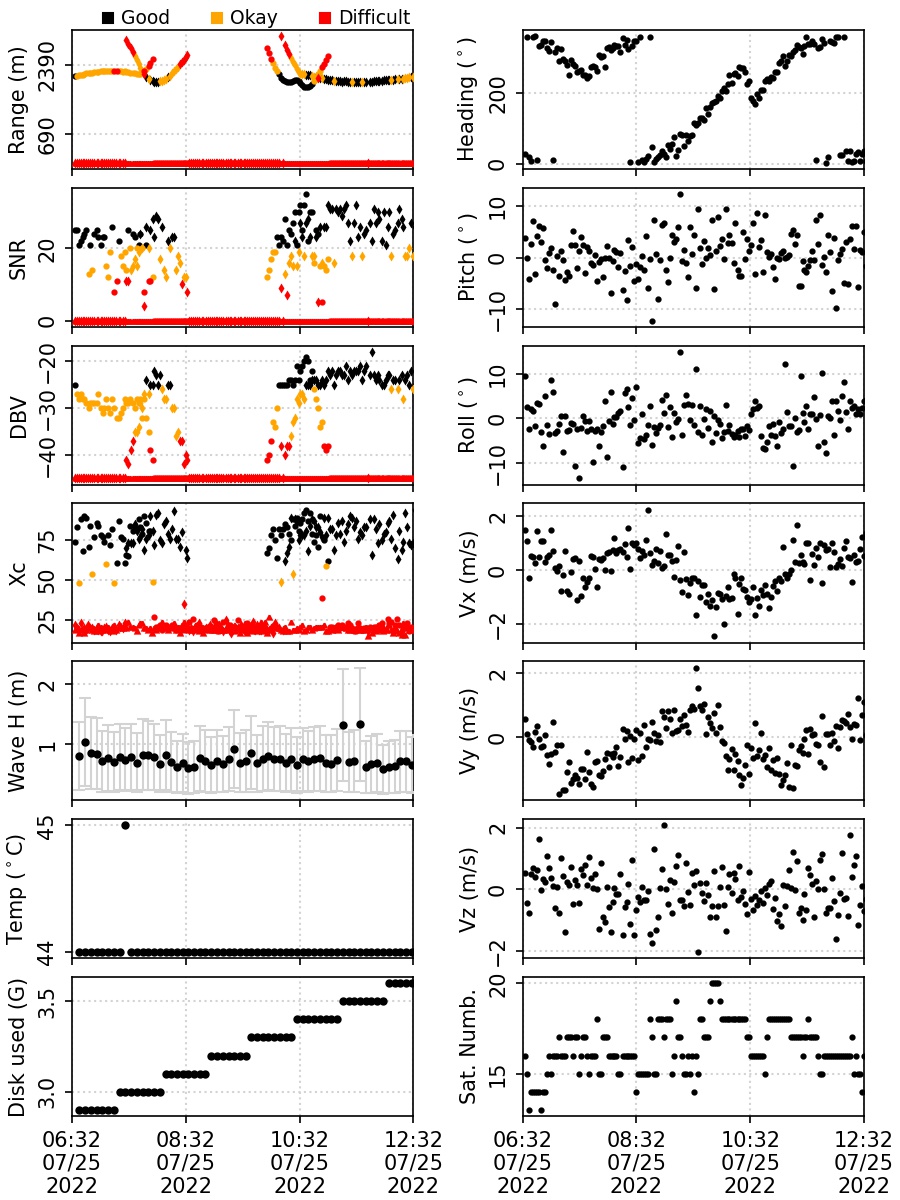 Good Okay Difficult
Range (m)
2390
690
SNR
20
0
DBV
−20
−30
−40
Xc
75
50
25
Wave H (m)
2
1
Temp (°C)
45
44
Disk used (G)
3.5
3.0
06:32 08:32 10:32 12:32
07/25 07/25 07/25 07/25
2022 2022 2022 2022
Heading (°)
200
0
Pitch (°)
10
0
−10
Roll (°)
10
0
−10
Vx (m/s)
2
0
−2
Vy (m/s)
2
0
Vz (m/s)
2
0
−2
Sat. Numb.
20
15
06:32 08:32 10:32 12:32
07/25 07/25 07/25 07/25
2022 2022 2022 2022